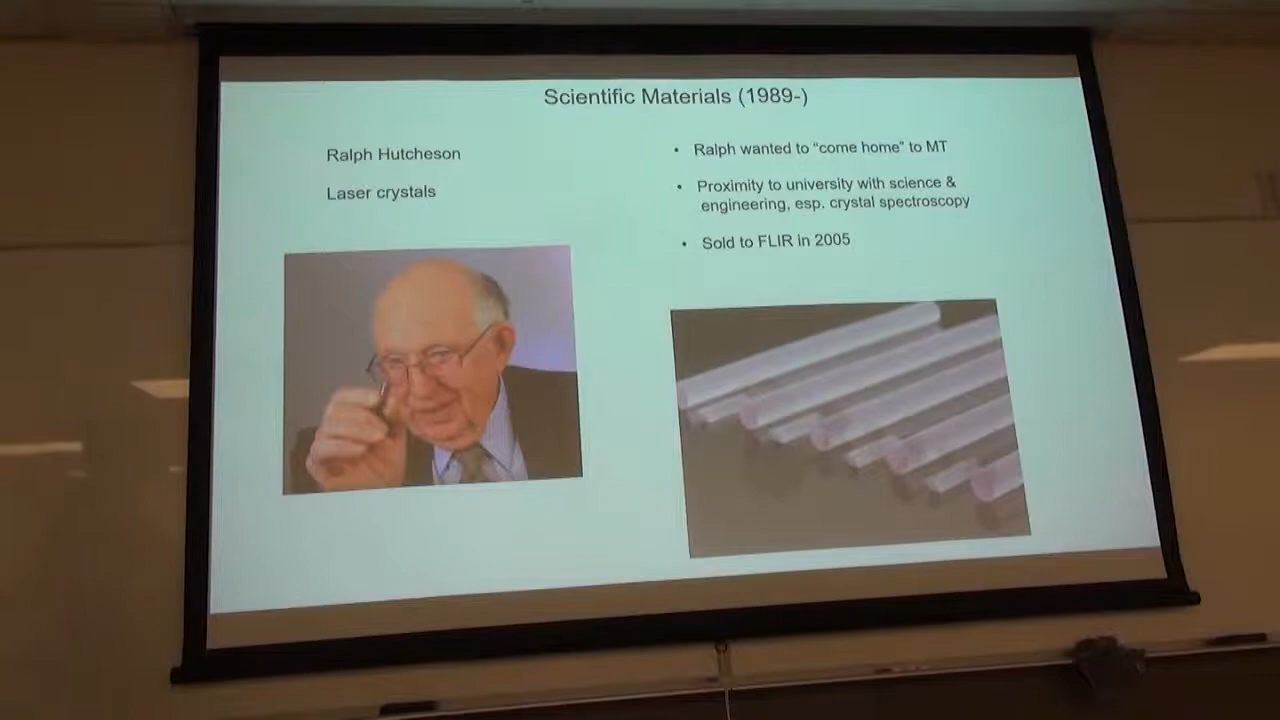 Scientific Materials (1989-)
Ralph Hutcheson
Laser crystals
• Ralph wanted to “come home” to MT
• Proximity to university with science &
engineering, esp. crystal spectroscopy
• Sold to FLIR in 2005